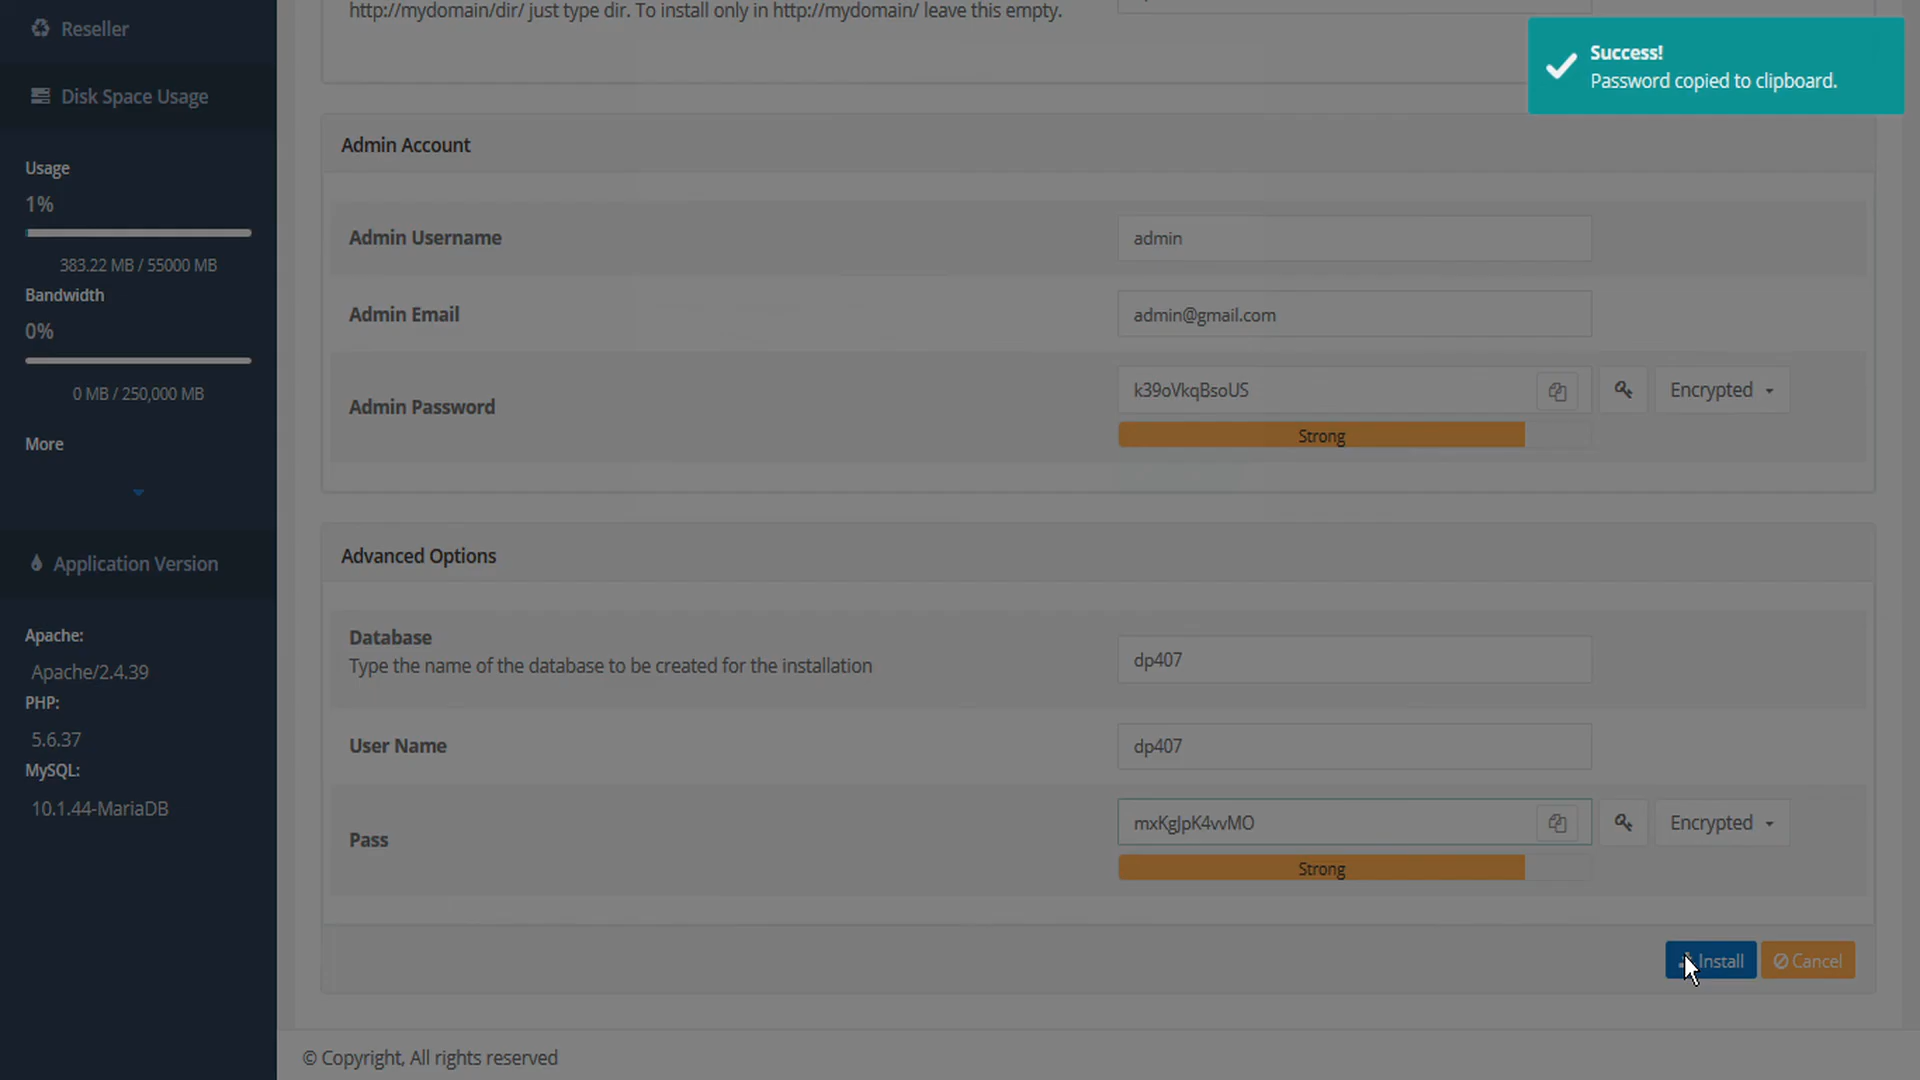 Reseller
Disk Space Usage
Usage
1%
383.22 MB / 55000 MB
Bandwidth
0%
0 MB / 250,000 MB
More
Application Version
Apache:
Apache/2.4.39
PHP:
5.6.37
MySQL:
10.1.44-MariaDB
http://mydomain/dir/ just type dir. To install only in http://mydomain/ leave this empty.
Success!
Password copied to clipboard.
Admin Account
Admin Username
admin
Admin Email
admin@gmail.com
Admin Password
k39oVkqBsoUS
Encrypted
Strong
Advanced Options
Database
Type the name of the database to be created for the installation
dp407
User Name
dp407
Pass
mxKgJpK4vvMO
Encrypted
Strong
Install
Cancel
© Copyright, All rights reserved